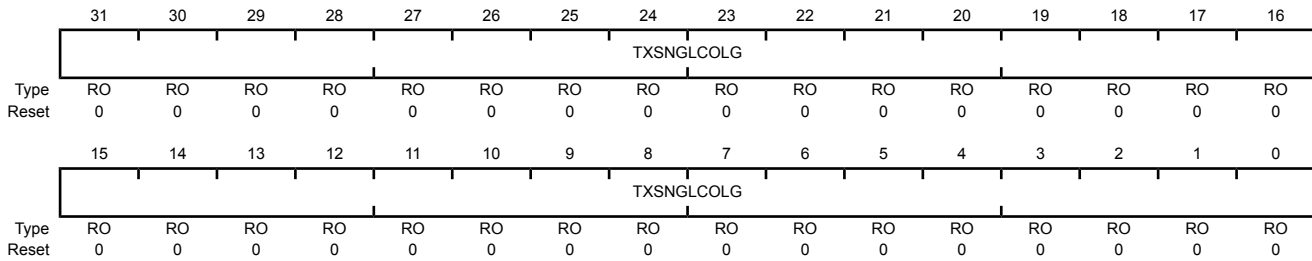 31 30 29 28 27 26 25 24 23 22 21 20 19 18 17 16
TXSNGLCOLG
Type RO RO RO RO RO RO RO RO RO RO RO RO RO RO RO RO
Reset 0 0 0 0 0 0 0 0 0 0 0 0 0 0 0 0
15 14 13 12 11 10 9 8 7 6 5 4 3 2 1 0
TXSNGLCOLG
Type RO RO RO RO RO RO RO RO RO RO RO RO RO RO RO RO
Reset 0 0 0 0 0 0 0 0 0 0 0 0 0 0 0 0